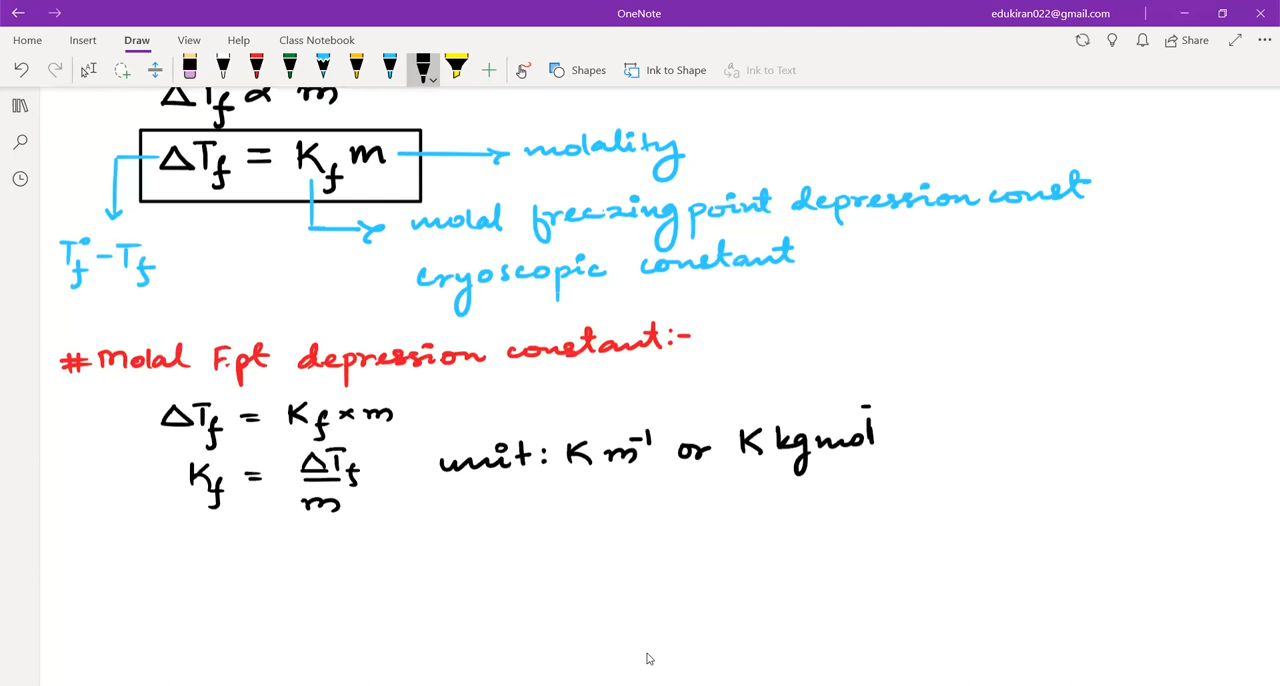 OneNote
edukiran022@gmail.com
Home Insert Draw View Help Class Notebook
Share
Shapes Ink to Shape Ink to Text
ΔTf ∝ m
ΔTf = Kf m → molality
Tf° - Tf
molal freezing point depression const
cryoscopic constant
# Molal F.pt depression constant:-
ΔTf = Kf × m
Kf = ΔTf / m
unit: K m⁻¹ or K kg mol⁻